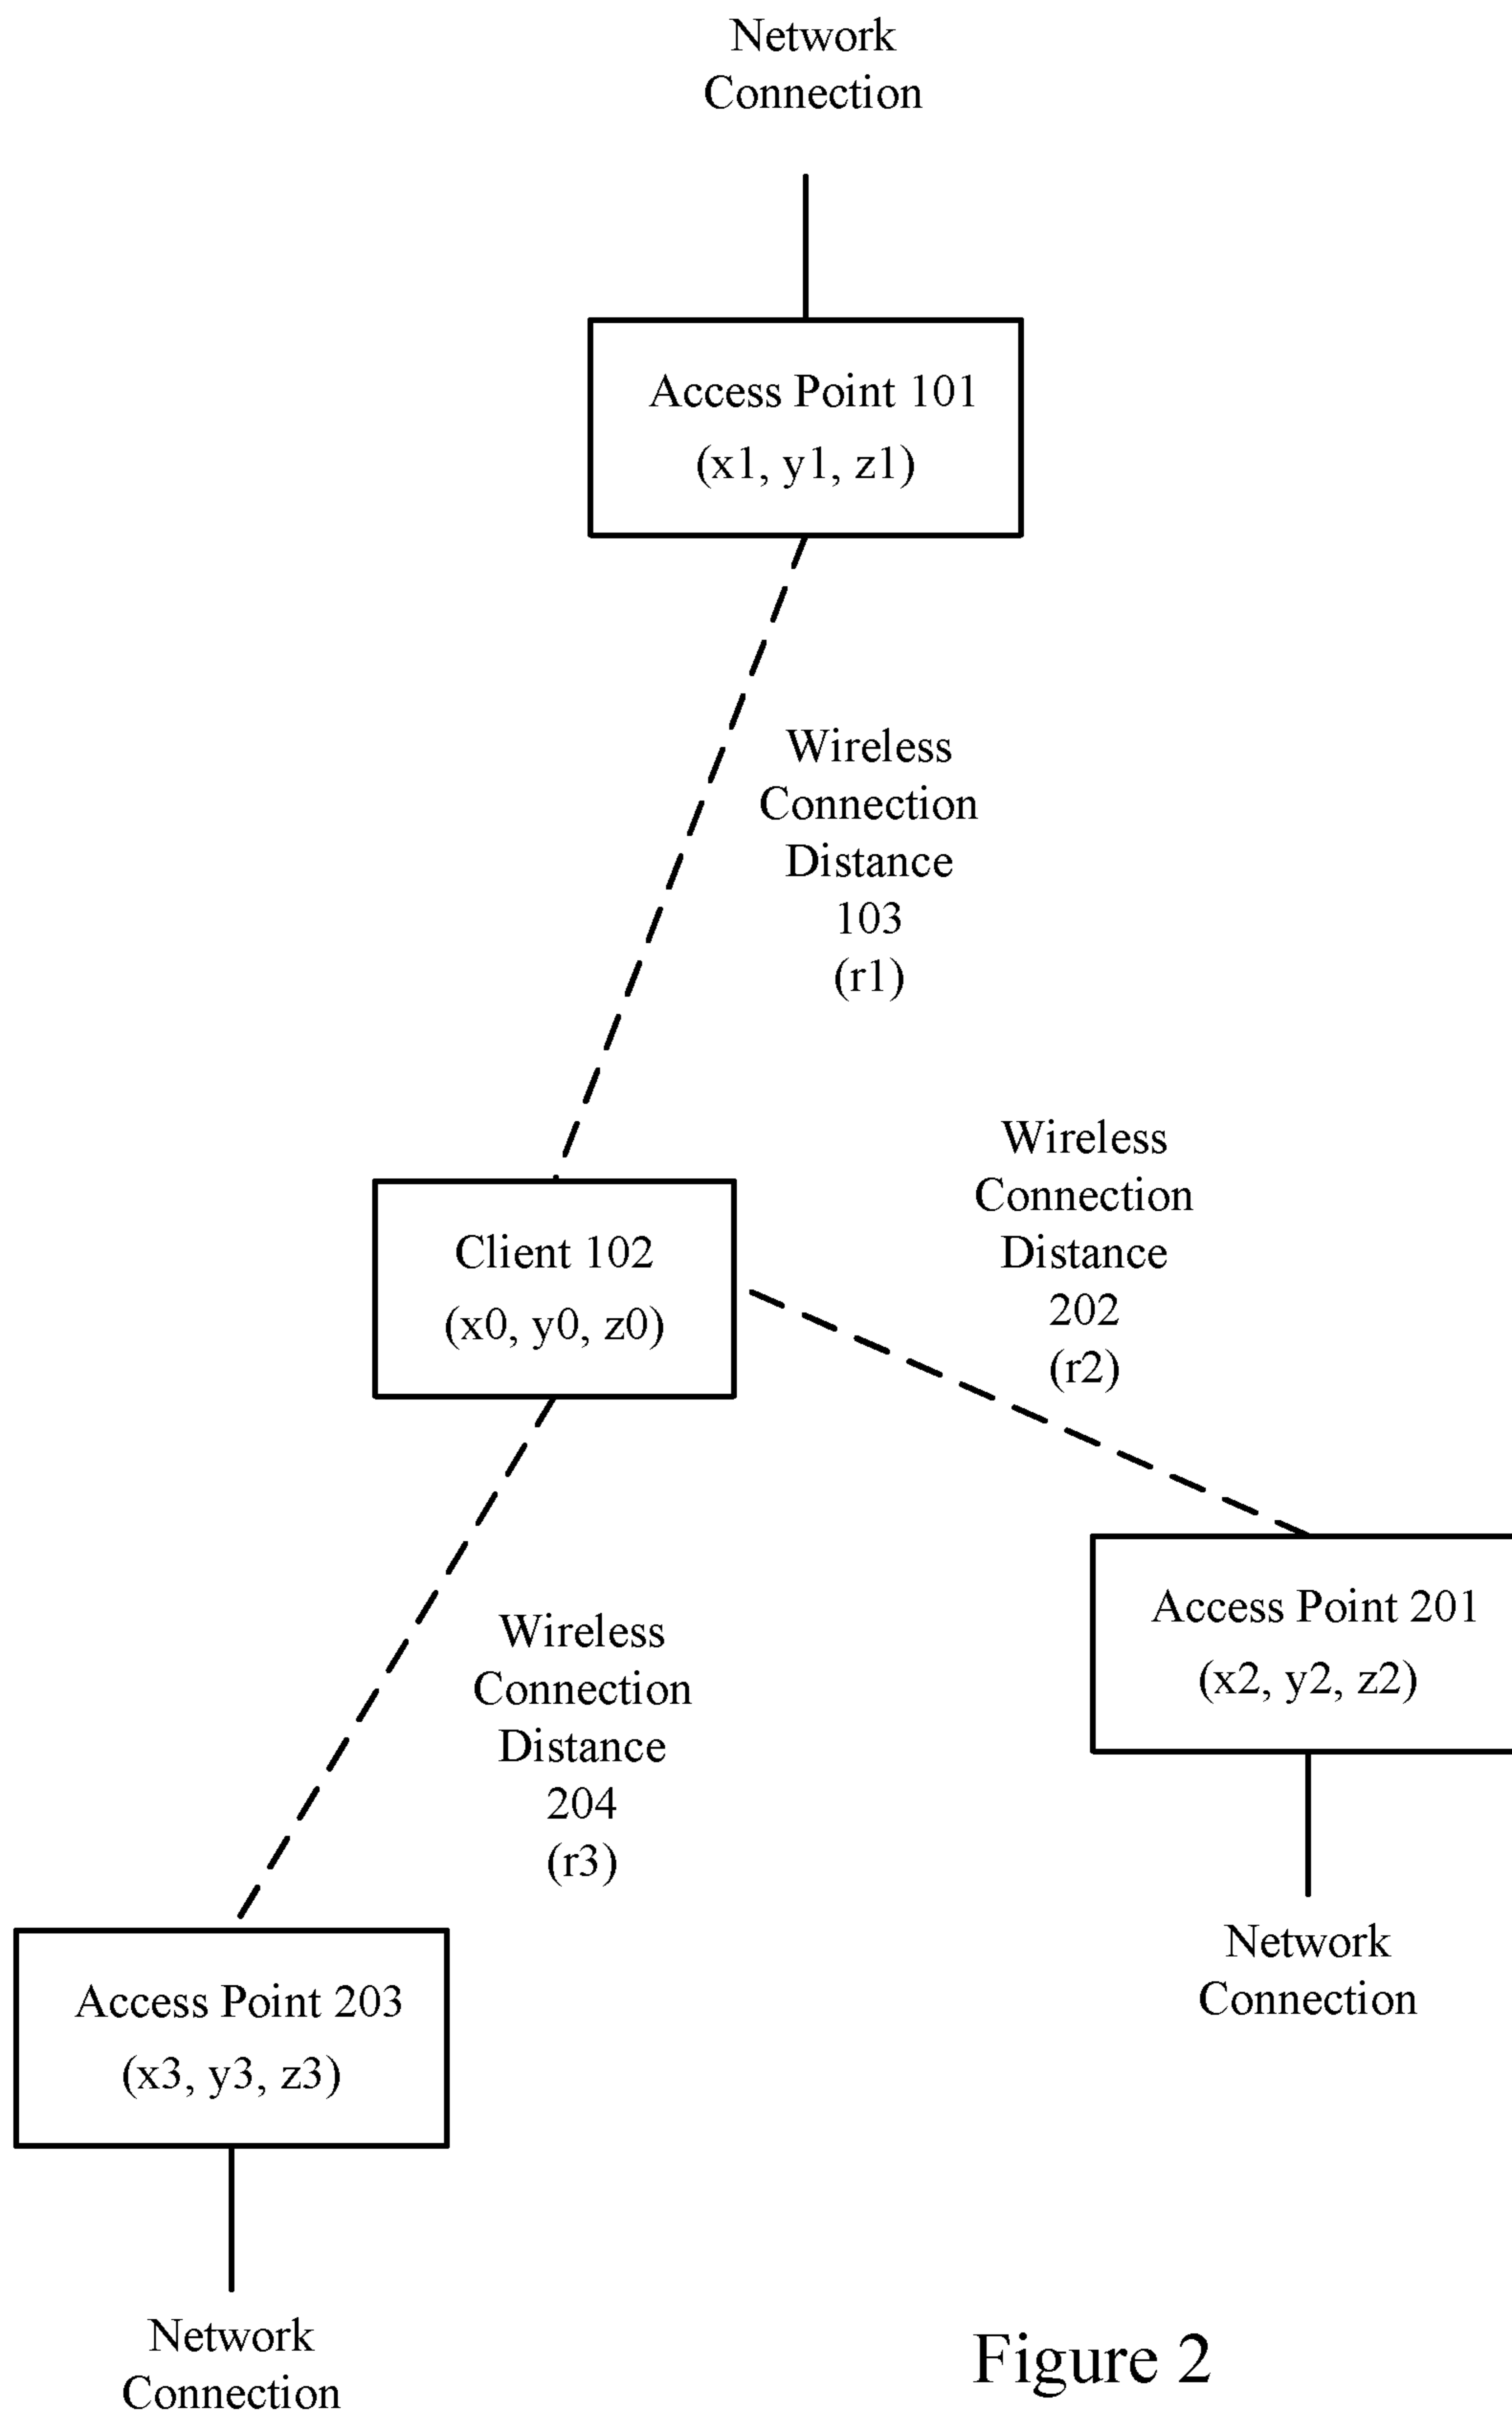 Network
Connection
Access Point 101
(x1, y1, z1)
Wireless
Connection
Distance
103
(r1)
Wireless
Connection
Distance
202
(r2)
Client 102
(x0, y0, z0)
Access Point 201
(x2, y2, z2)
Wireless
Connection
Distance
204
(r3)
Network
Connection
Access Point 203
(x3, y3, z3)
Network
Connection
Figure 2